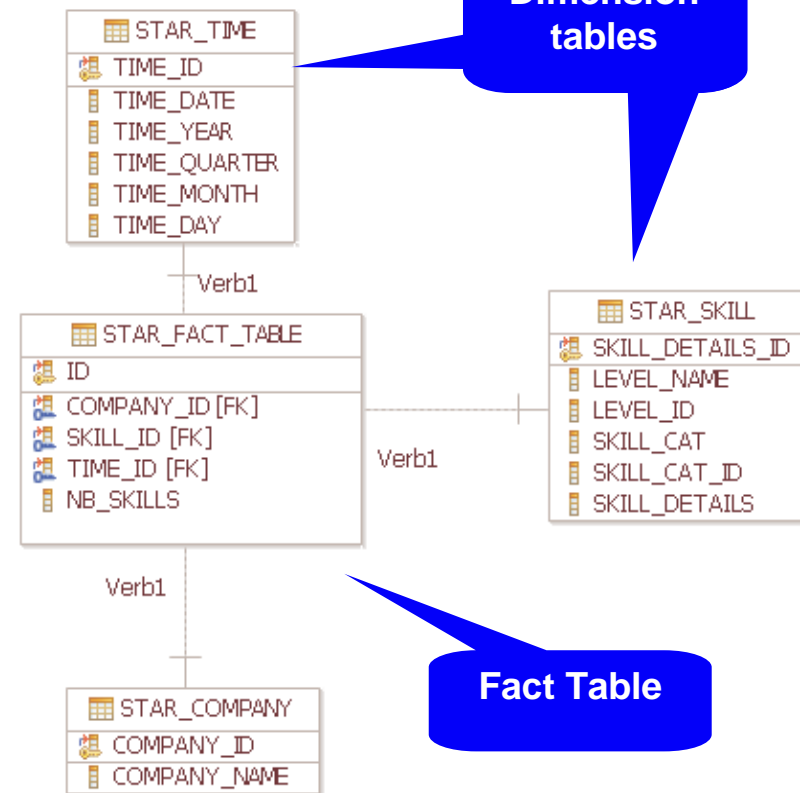 Dimension
tables
STAR_TIME
TIME_ID
TIME_DATE
TIME_YEAR
TIME_QUARTER
TIME_MONTH
TIME_DAY
Verb1
STAR_FACT_TABLE
ID
COMPANY_ID [FK]
SKILL_ID [FK]
TIME_ID [FK]
NB_SKILLS
Verb1
STAR_SKILL
SKILL_DETAILS_ID
LEVEL_NAME
LEVEL_ID
SKILL_CAT
SKILL_CAT_ID
SKILL_DETAILS
Verb1
Fact Table
STAR_COMPANY
COMPANY_ID
COMPANY_NAME